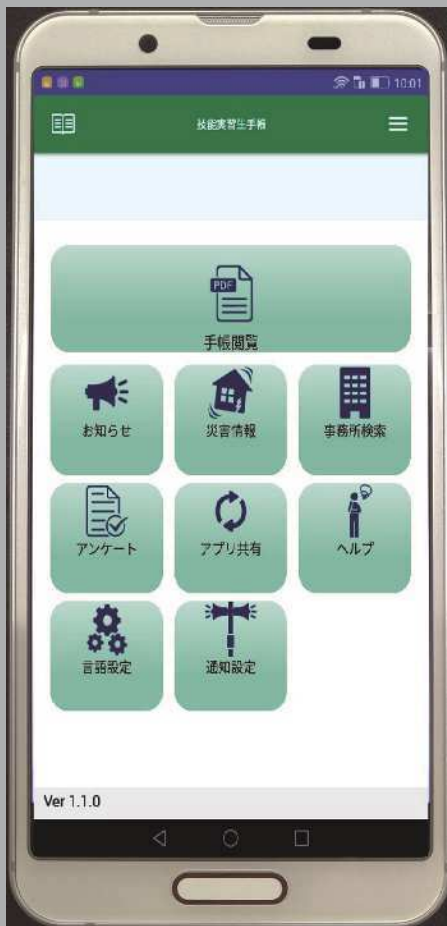 10:01
技能実習生手帳
PDF
手帳閲覧
お知らせ
災害情報
事務所検索
アンケート
アプリ共有
ヘルプ
言語設定
通知設定
Ver 1.1.0